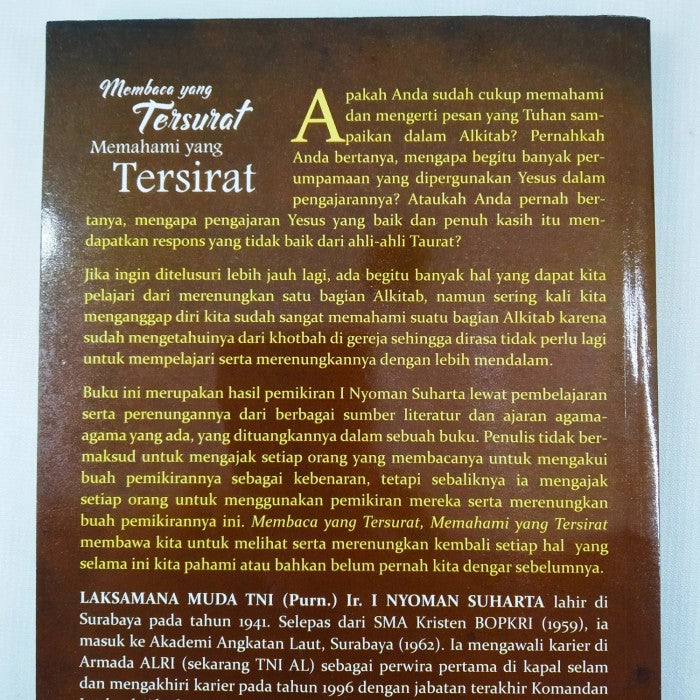 Membaca yang
Tersurat
Memahami yang
Tersirat
Apakah Anda sudah cukup memahami
dan mengerti pesan yang Tuhan sam-
paikan dalam Alkitab? Pernahkah
Anda bertanya, mengapa begitu banyak per-
umpamaan yang dipergunakan Yesus dalam
pengajarannya? Ataukah Anda pernah ber-
tanya, mengapa pengajaran Yesus yang baik dan penuh kasih itu men-
dapatkan respons yang tidak baik dari ahli-ahli Taurat?
Jika ingin ditelusuri lebih jauh lagi, ada begitu banyak hal yang dapat kita
pelajari dari merenungkan satu bagian Alkitab, namun sering kali kita
menganggap diri kita sudah sangat memahami suatu bagian Alkitab karena
sudah mengetahuinya dari khotbah di gereja sehingga dirasa tidak perlu lagi
untuk mempelajari serta merenungkannya dengan lebih mendalam.
Buku ini merupakan hasil pemikiran I Nyoman Suharta lewat pembelajaran
serta perenungannya dari berbagai sumber literatur dan ajaran agama-
agama yang ada, yang dituangkannya dalam sebuah buku. Penulis tidak ber-
maksud untuk mengajak setiap orang yang membacanya untuk mengakui
buah pemikirannya sebagai kebenaran, tetapi sebaliknya ia mengajak
setiap orang untuk menggunakan pemikiran mereka serta merenungkan
buah pemikirannya ini. Membaca yang Tersurat, Memahami yang Tersirat
membawa kita untuk melihat serta merenungkan kembali setiap hal yang
selama ini kita pahami atau bahkan belum pernah kita dengar sebelumnya.
LAKSAMANA MUDA TNI (Purn.) Ir. I NYOMAN SUHARTA lahir di
Surabaya pada tahun 1941. Selepas dari SMA Kristen BOPKRI (1959), ia
masuk ke Akademi Angkatan Laut, Surabaya (1962). Ia mengawali karier di
Armada ALRI (sekarang TNI AL) sebagai perwira pertama di kapal selam
dan mengakhiri karier pada tahun 1996 dengan jabatan terakhir Komandan